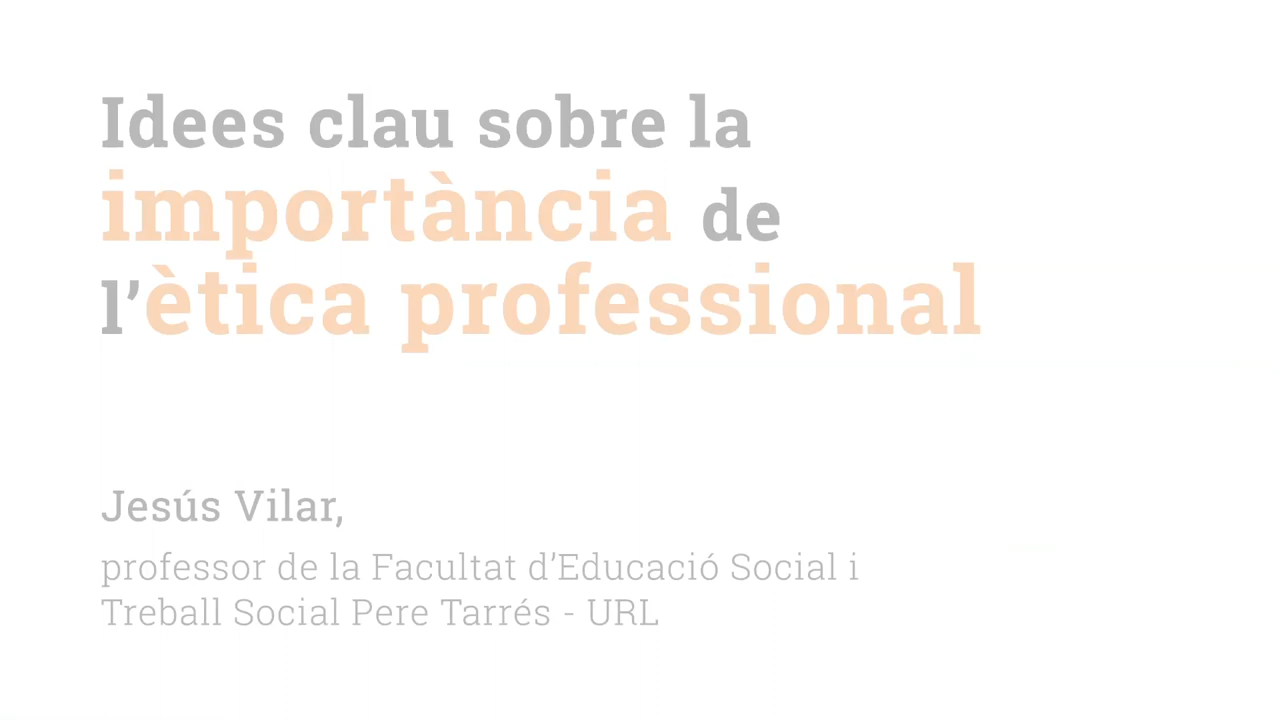 Idees clau sobre la
importància de
l’ètica professional
Jesús Vilar,
professor de la Facultat d’Educació Social i
Treball Social Pere Tarrés - URL